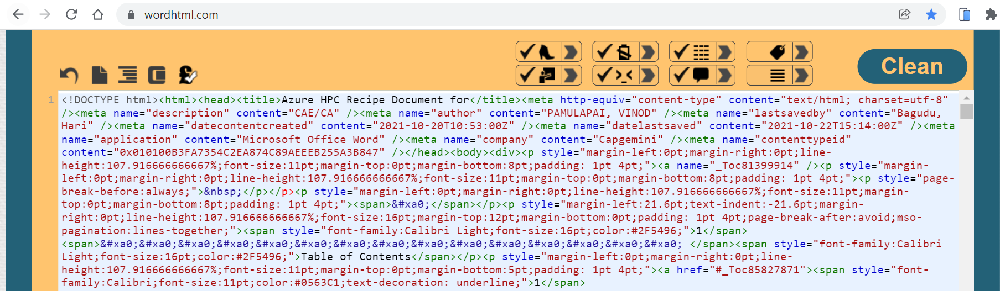 wordhtml.com
Clean
1 <!DOCTYPE html><html><head><title>Azure HPC Recipe Document for</title><meta http-equiv="content-type" content="text/html; charset=utf-8"
/><meta name="description" content="CAE/CA" /><meta name="author" content="PAMULAPAI, VINOD" /><meta name="lastsavedby" content="Bagudu,
Hari" /><meta name="datecontentcreated" content="2021-10-20T10:53:00Z" /><meta name="datelastsaved" content="2021-10-22T15:14:00Z" /><meta
name="application" content="Microsoft Office Word" /><meta name="company" content="Capgemini" /><meta name="contenttypeid"
content="0x010100B3FA7354C2EA874C89AEEEB255A3B847" /></head><body><div><p style="margin-left:0pt;margin-right:0pt;line-
height:107.916666666667%;font-size:11pt;margin-top:0pt;margin-bottom:8pt;padding: 1pt 4pt;"><a name="_Toc81399914" /><p style="margin-
left:0pt;margin-right:0pt;line-height:107.916666666667%;font-size:11pt;margin-top:0pt;margin-bottom:8pt;padding: 1pt 4pt;"><p style="page-
break-before:always;">&nbsp;</p></p><p style="margin-left:0pt;margin-right:0pt;line-height:107.916666666667%;font-size:11pt;margin-
top:0pt;margin-bottom:8pt;padding: 1pt 4pt;"><span>&#xa0;</span></p><p style="margin-left:21.6pt;text-indent:-21.6pt;margin-
right:0pt;line-height:107.916666666667%;font-size:16pt;margin-top:12pt;margin-bottom:0pt;padding: 1pt 4pt;page-break-after:avoid;mso-
pagination:lines-together;"><span style="font-family:Calibri Light;font-size:16pt;color:#2F5496;">1</span>
<span>&#xa0;&#xa0;&#xa0;&#xa0;&#xa0;&#xa0;&#xa0;&#xa0;&#xa0;&#xa0;&#xa0;&#xa0;&#xa0;&#xa0;&#xa0; </span><span style="font-family:Calibri
Light;font-size:16pt;color:#2F5496;">Table of Contents</span></p><p style="margin-left:0pt;margin-right:0pt;line-
height:107.916666666667%;font-size:11pt;margin-top:0pt;margin-bottom:5pt;padding: 1pt 4pt;"><a href="#_Toc85827871"><span style="font-
family:Calibri;font-size:11pt;color:#0563C1;text-decoration: underline;">1</span>